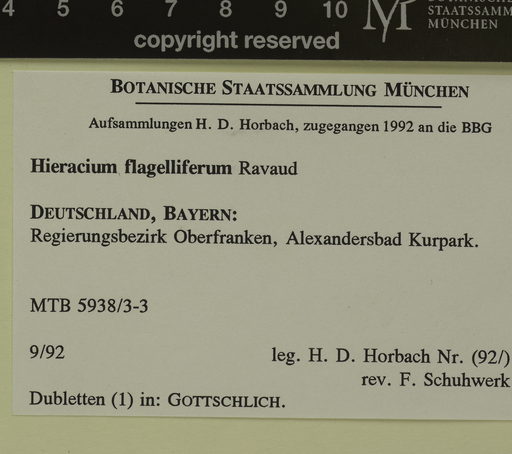 4 5 6 7 8 9 10
STAATSSAMM
MÜNCHEN
copyright reserved
BOTANISCHE STAATSSAMMLUNG MÜNCHEN
Aufsammlungen H. D. Horbach, zugegangen 1992 an die BBG
Hieracium flagelliferum Ravaud
DEUTSCHLAND, BAYERN:
Regierungsbezirk Oberfranken, Alexandersbad Kurpark.
MTB 5938/3-3
9/92 leg. H. D. Horbach Nr. (92/)
rev. F. Schuhwerk
Dubletten (1) in: GOTTSCHLICH.